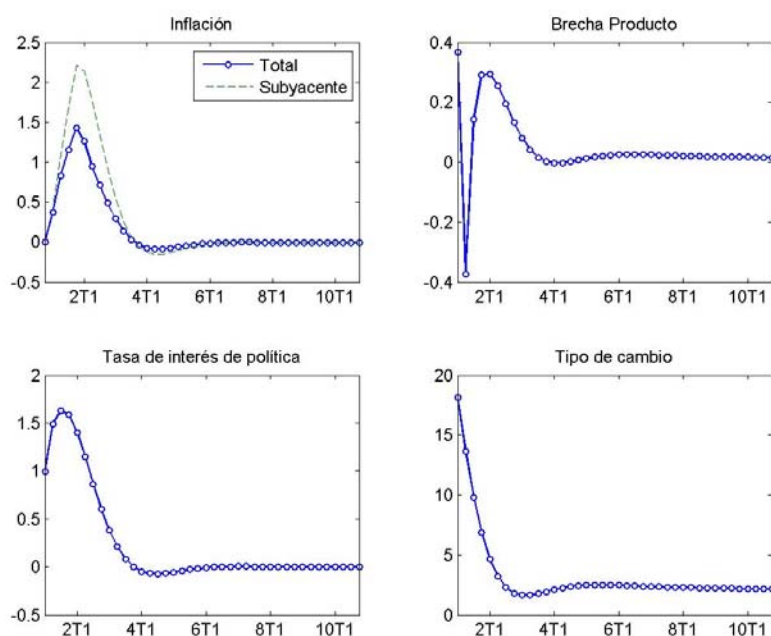 Inflación
2.5
2
1.5
1
0.5
0
-0.5
2T1 4T1 6T1 8T1 10T1
Total
Subyacente
Brecha Producto
0.4
0.2
0
-0.2
-0.4
2T1 4T1 6T1 8T1 10T1
Tasa de interés de política
2
1.5
1
0.5
0
-0.5
2T1 4T1 6T1 8T1 10T1
Tipo de cambio
20
15
10
5
0
2T1 4T1 6T1 8T1 10T1